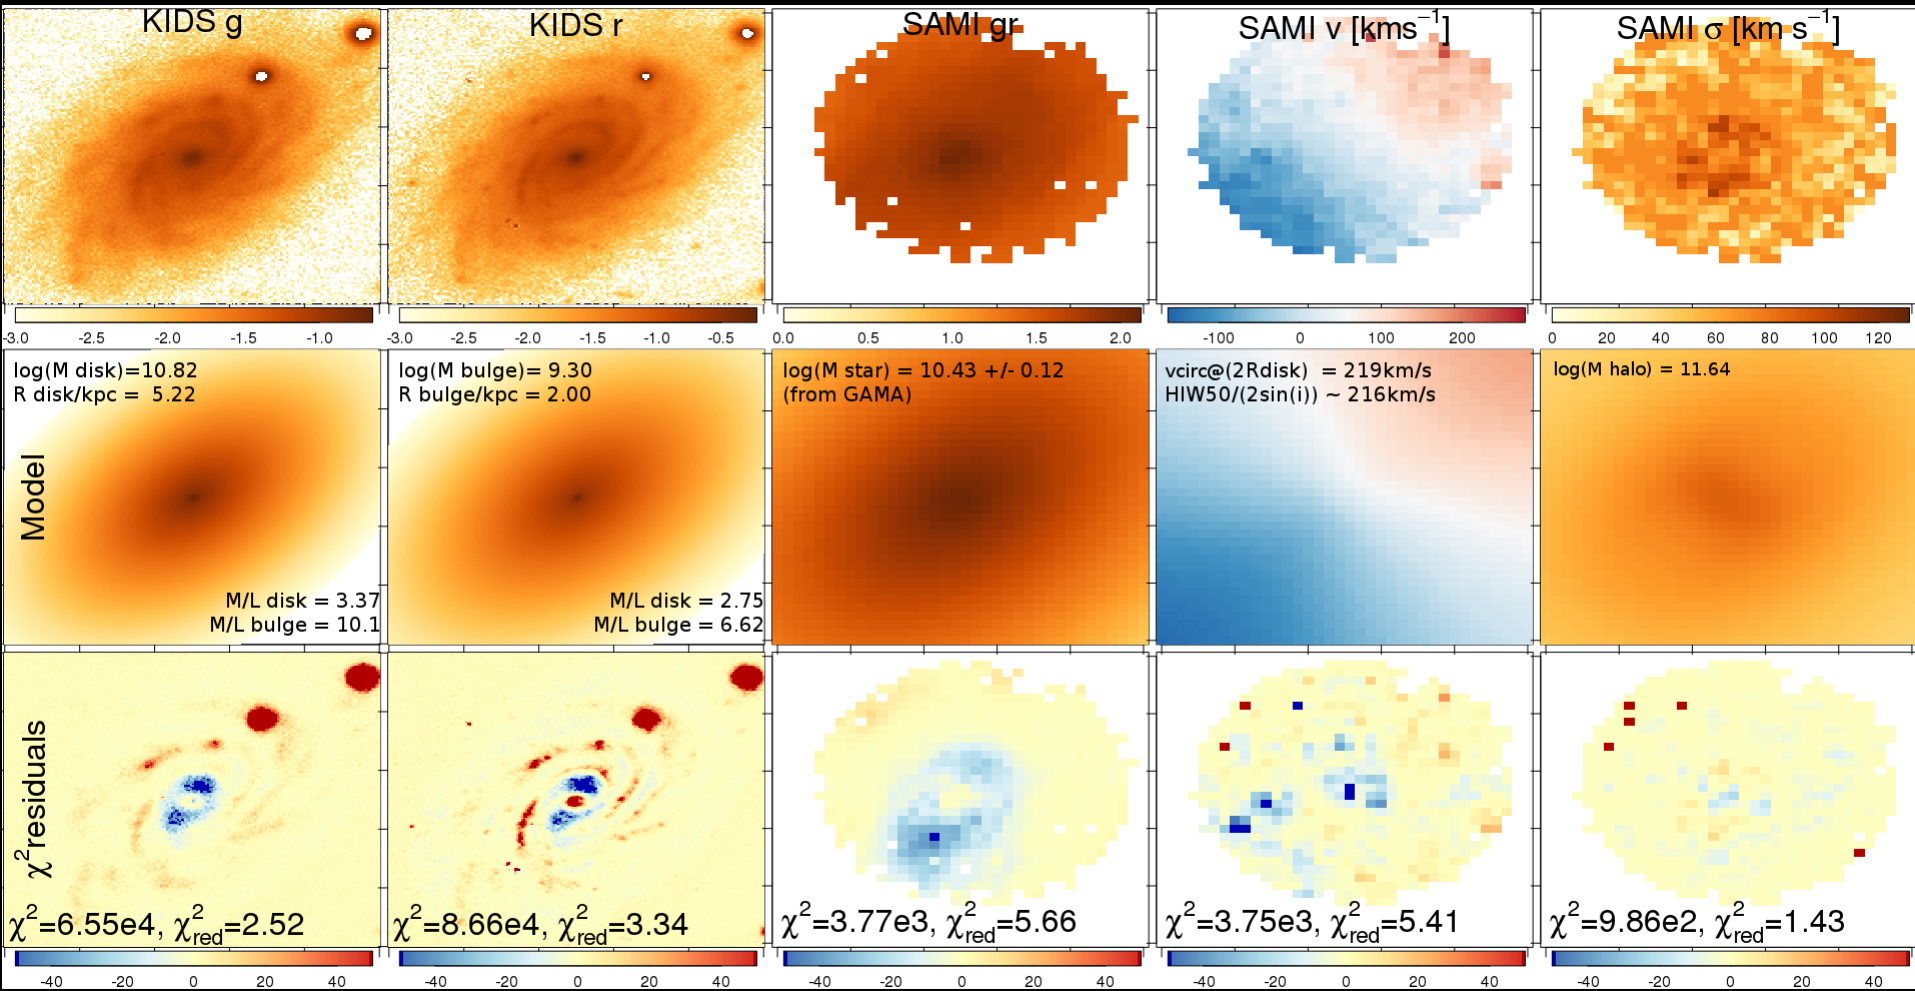 KIDS g
KIDS r
SAMI gr
SAMI v [kms⁻¹]
SAMI σ [km s⁻¹]
-3.0 -2.5 -2.0 -1.5 -1.0
-3.0 -2.5 -2.0 -1.5 -1.0 -0.5
0.0 0.5 1.0 1.5 2.0
-100 0 100 200
0 20 40 60 80 100 120
Model
log(M disk)=10.82
R disk/kpc = 5.22
M/L disk = 3.37
M/L bulge = 10.1
log(M bulge)= 9.30
R bulge/kpc = 2.00
M/L disk = 2.75
M/L bulge = 6.62
log(M star) = 10.43 +/- 0.12
(from GAMA)
vcirc@(2Rdisk) = 219km/s
HIW50/(2sin(i)) ~ 216km/s
log(M halo) = 11.64
χ² residuals
χ²=6.55e4, χ²red=2.52
χ²=8.66e4, χ²red=3.34
χ²=3.77e3, χ²red=5.66
χ²=3.75e3, χ²red=5.41
χ²=9.86e2, χ²red=1.43
-40 -20 0 20 40
-40 -20 0 20 40
-40 -20 0 20 40
-40 -20 0 20 40
-40 -20 0 20 40